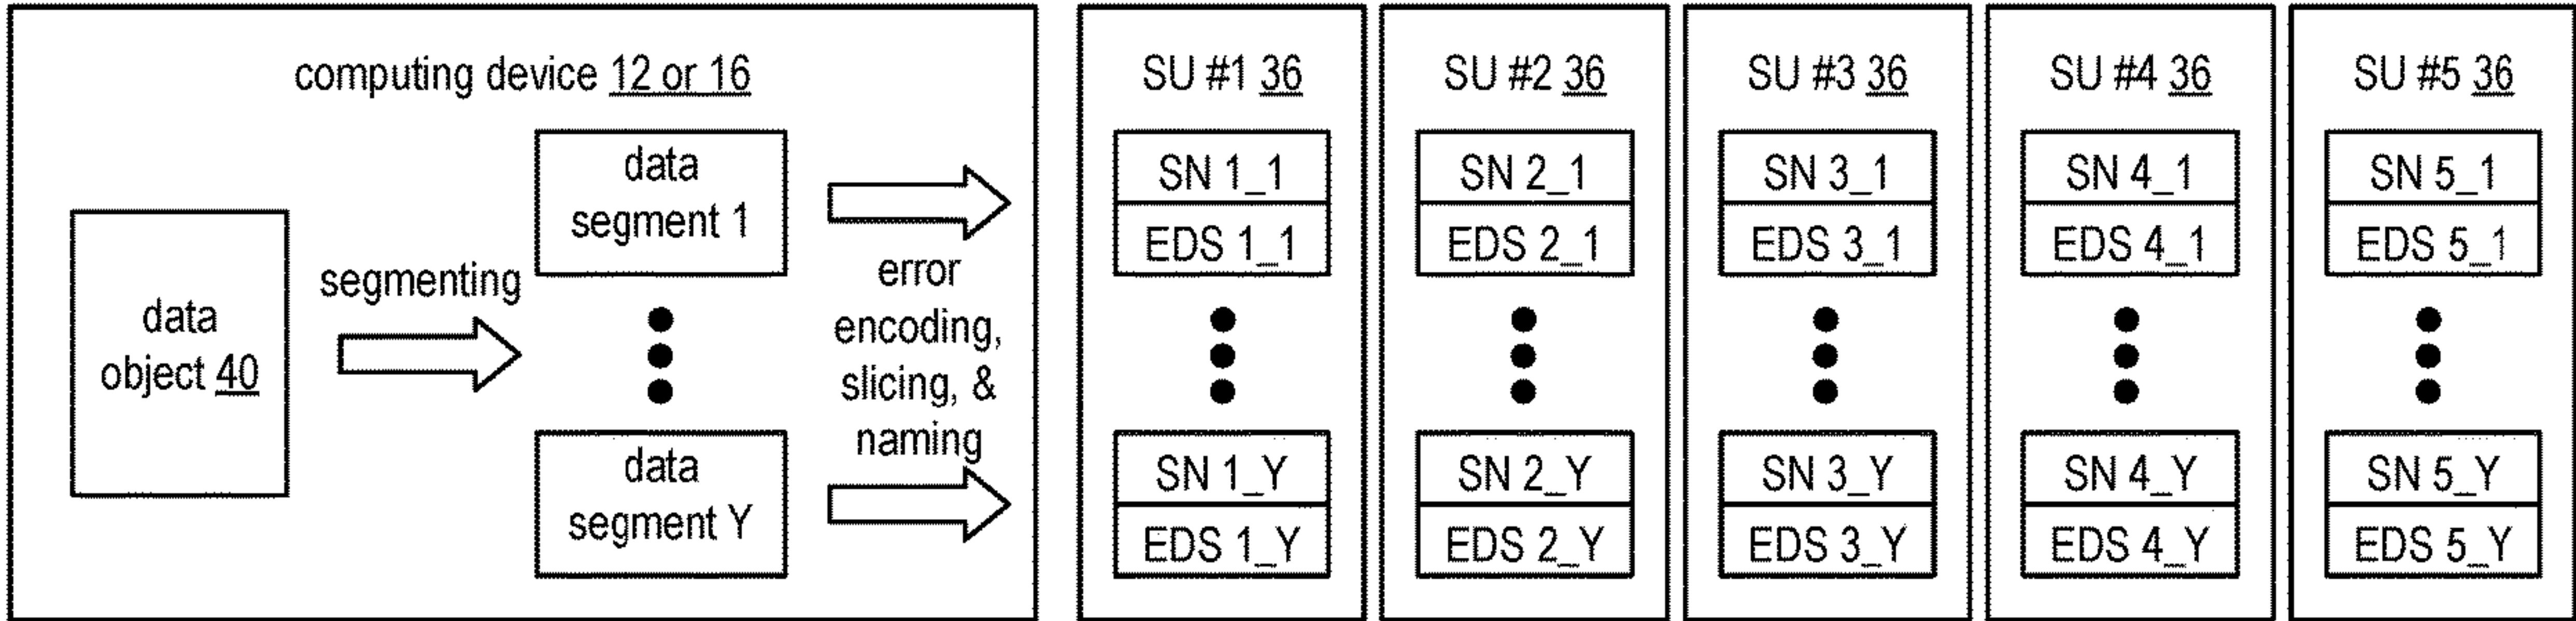 computing device 12 or 16
data
object 40
segmenting
data
segment 1
data
segment Y
error
encoding,
slicing, &
naming
SU #1 36
SN 1_1
EDS 1_1
SN 1_Y
EDS 1_Y
SU #2 36
SN 2_1
EDS 2_1
SN 2_Y
EDS 2_Y
SU #3 36
SN 3_1
EDS 3_1
SN 3_Y
EDS 3_Y
SU #4 36
SN 4_1
EDS 4_1
SN 4_Y
EDS 4_Y
SU #5 36
SN 5_1
EDS 5_1
SN 5_Y
EDS 5_Y